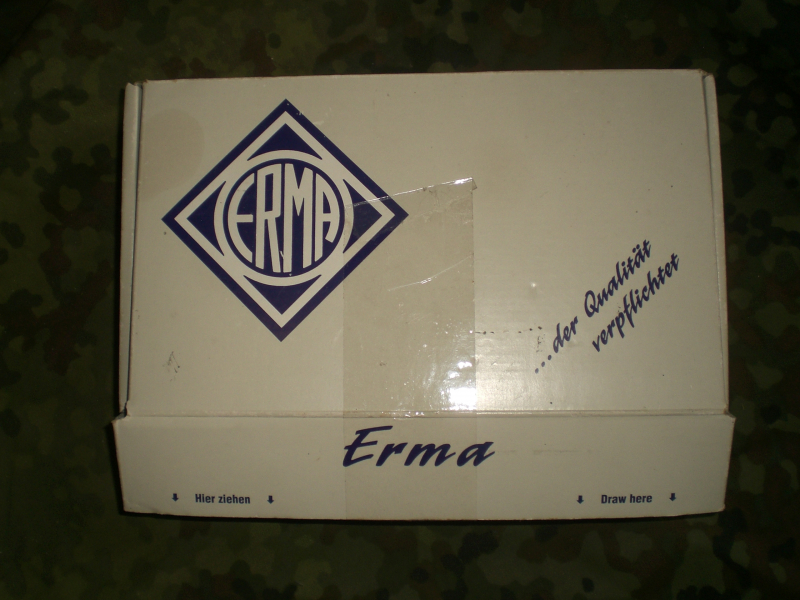 ERMA
...der Qualität
verpflichtet
Erma
Hier ziehen
Draw here